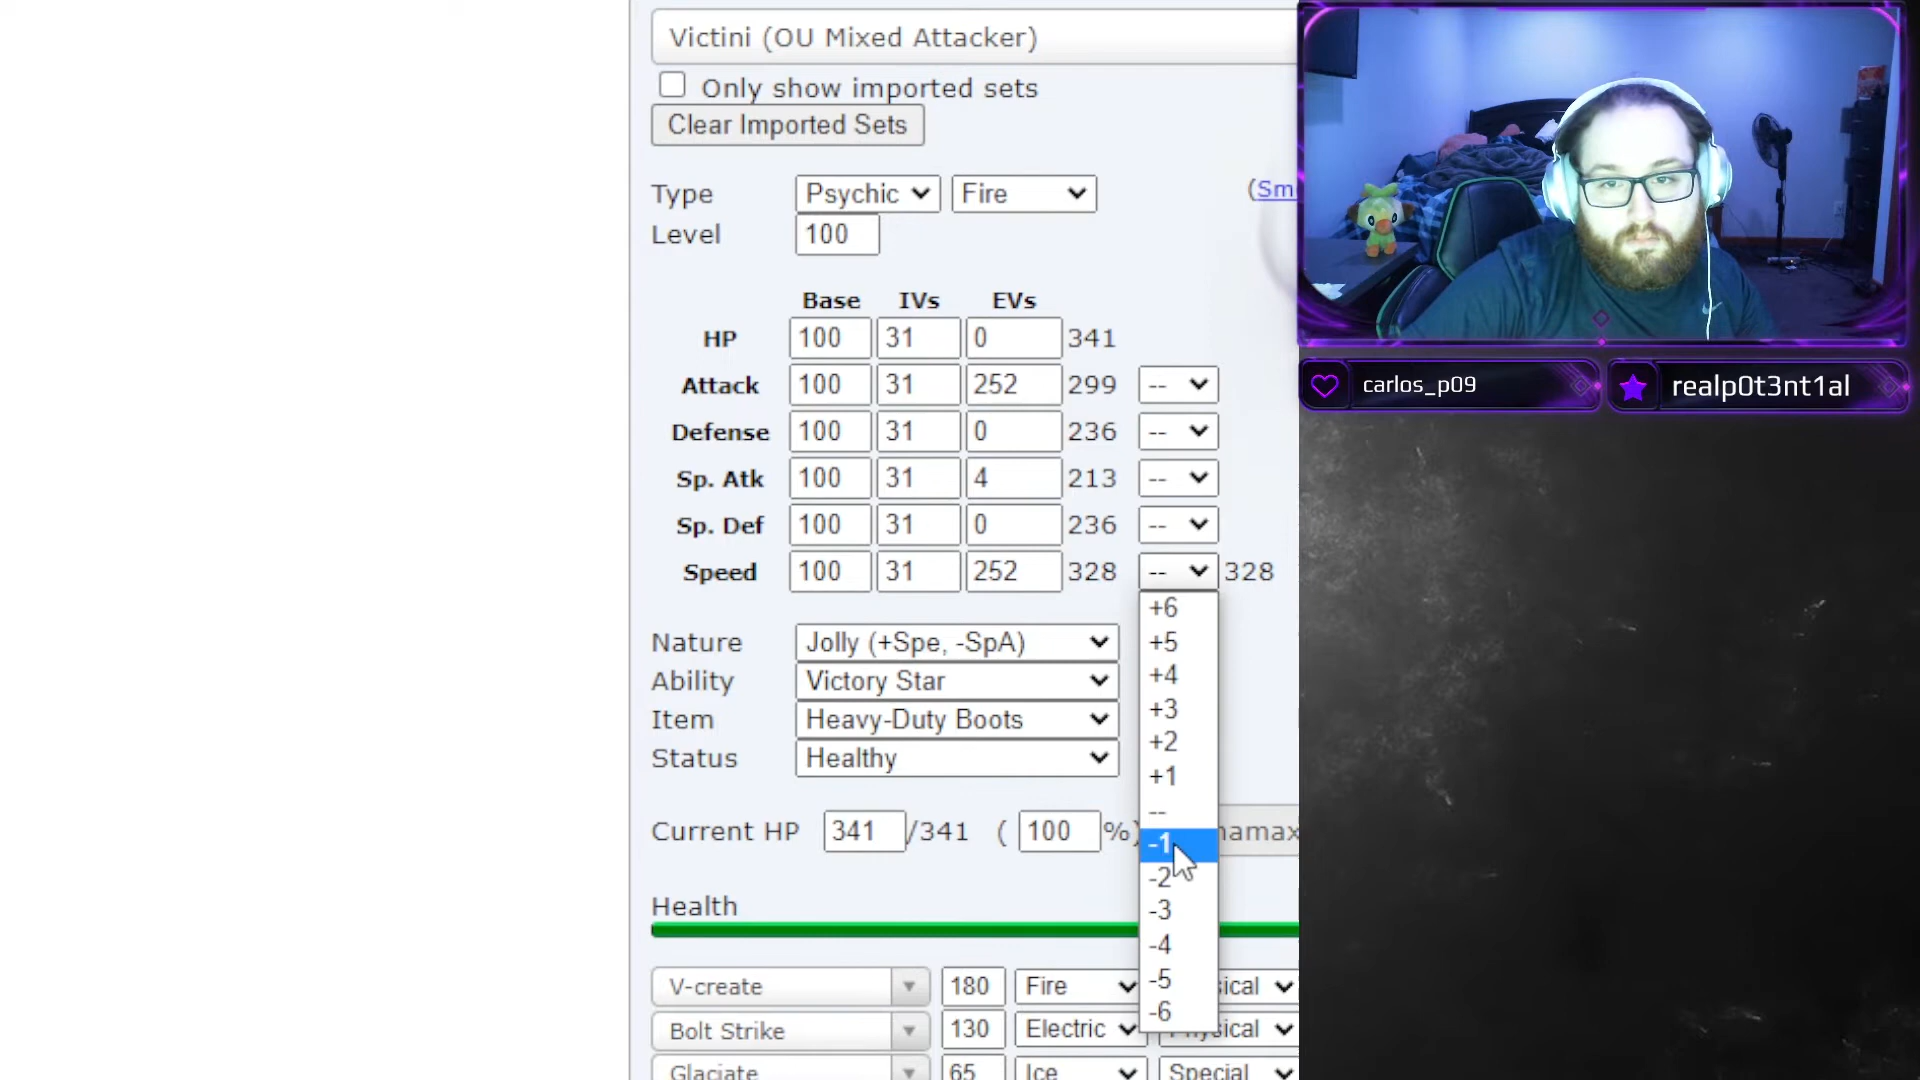 Victini (OU Mixed Attacker)
Only show imported sets
Clear Imported Sets
Type Psychic Fire (Sm
Level 100
Base IVs EVs
HP 100 31 0 341
Attack 100 31 252 299 --
Defense 100 31 0 236 --
Sp. Atk 100 31 4 213 --
Sp. Def 100 31 0 236 --
Speed 100 31 252 328 -- 328
+6
+5
+4
+3
+2
+1
--
-1
-2
-3
-4
-5
-6
Nature Jolly (+Spe, -SpA)
Ability Victory Star
Item Heavy-Duty Boots
Status Healthy
Current HP 341 /341 ( 100 %) namax
Health
V-create 180 Fire sical
Bolt Strike 130 Electric Physical
Glaciate 65 Ice Special
carlos_p09
realp0t3nt1al